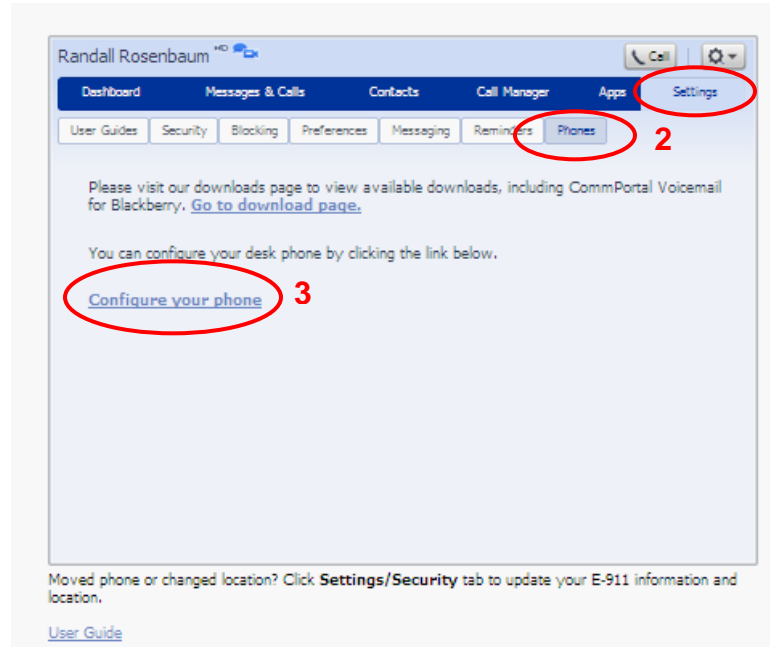 Randall Rosenbaum HD Call
Dashboard Messages & Calls Contacts Call Manager Apps Settings
User Guides Security Blocking Preferences Messaging Reminders Phones 2
Please visit our downloads page to view available downloads, including CommPortal Voicemail
for Blackberry. Go to download page.
You can configure your desk phone by clicking the link below.
Configure your phone 3
Moved phone or changed location? Click Settings/Security tab to update your E-911 information and
location.
User Guide